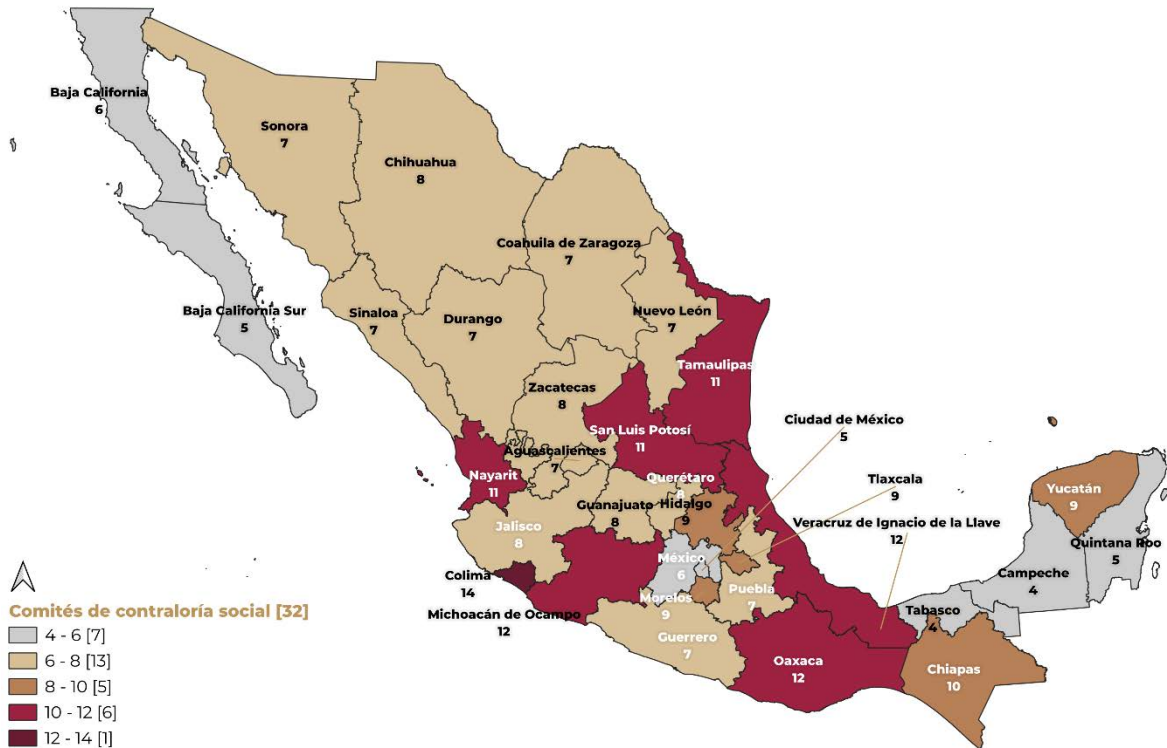 Baja California
6
Sonora
7
Chihuahua
8
Coahuila de Zaragoza
7
Baja California Sur
5
Sinaloa
7
Durango
7
Nuevo León
7
Tamaulipas
11
Zacatecas
8
San Luis Potosí
11
Ciudad de México
5
Aguascalientes
7
Nayarit
11
Querétaro
8
Tlaxcala
9
Yucatán
9
Guanajuato
8
Hidalgo
9
Jalisco
8
Veracruz de Ignacio de la Llave
12
México
6
Quintana Roo
5
Campeche
4
Colima
14
Puebla
7
Morelos
9
Michoacán de Ocampo
12
Tabasco
4
Guerrero
7
Oaxaca
12
Chiapas
10
Comités de contraloría social [32]
4 - 6 [7]
6 - 8 [13]
8 - 10 [5]
10 - 12 [6]
12 - 14 [1]